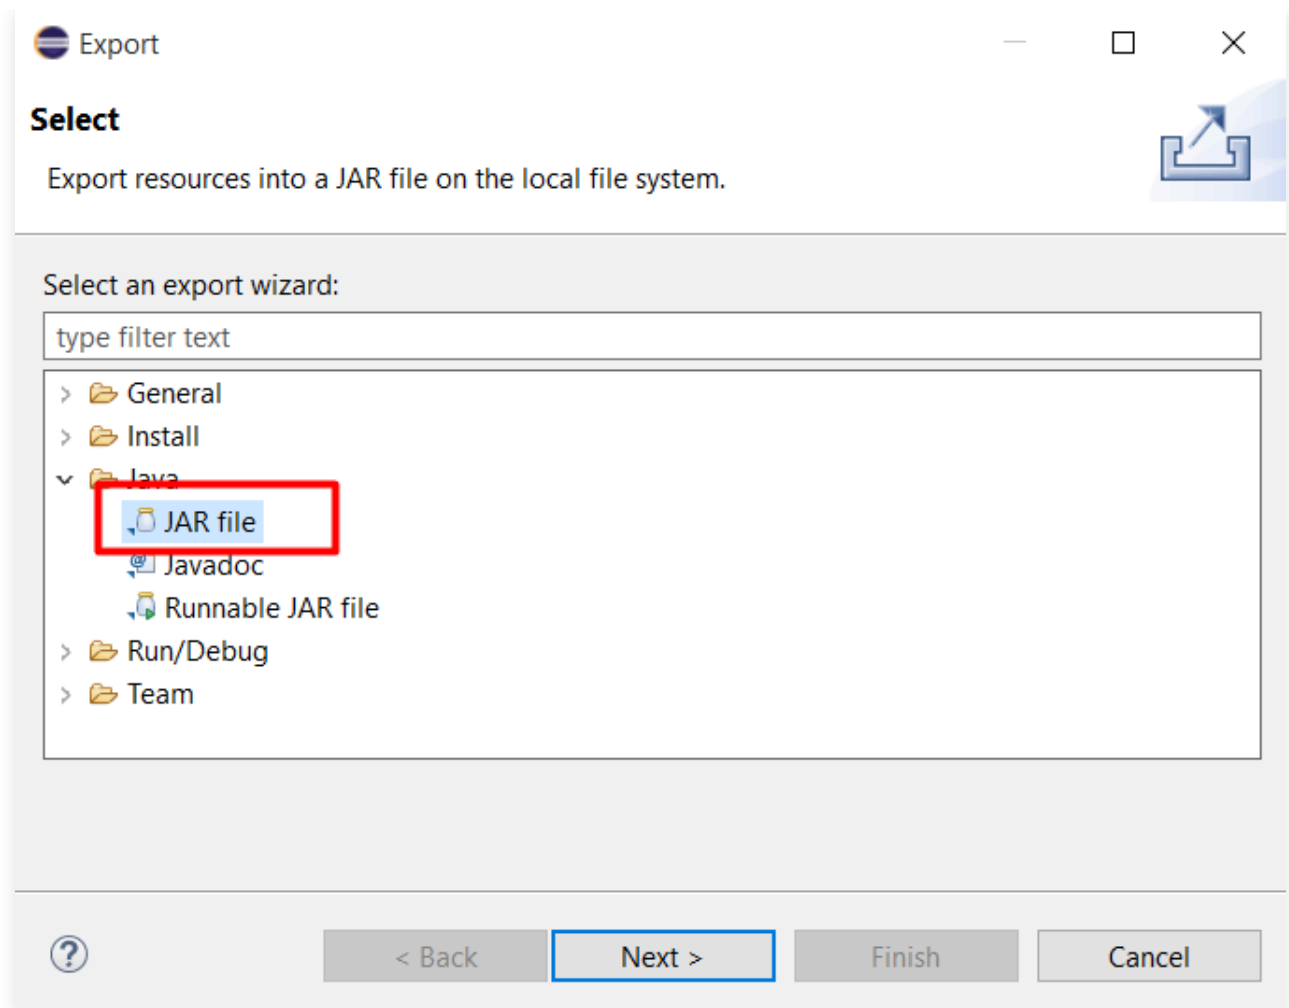 Export
Select
Export resources into a JAR file on the local file system.
Select an export wizard:
type filter text
General
Install
Java
JAR file
Javadoc
Runnable JAR file
Run/Debug
Team
< Back
Next >
Finish
Cancel